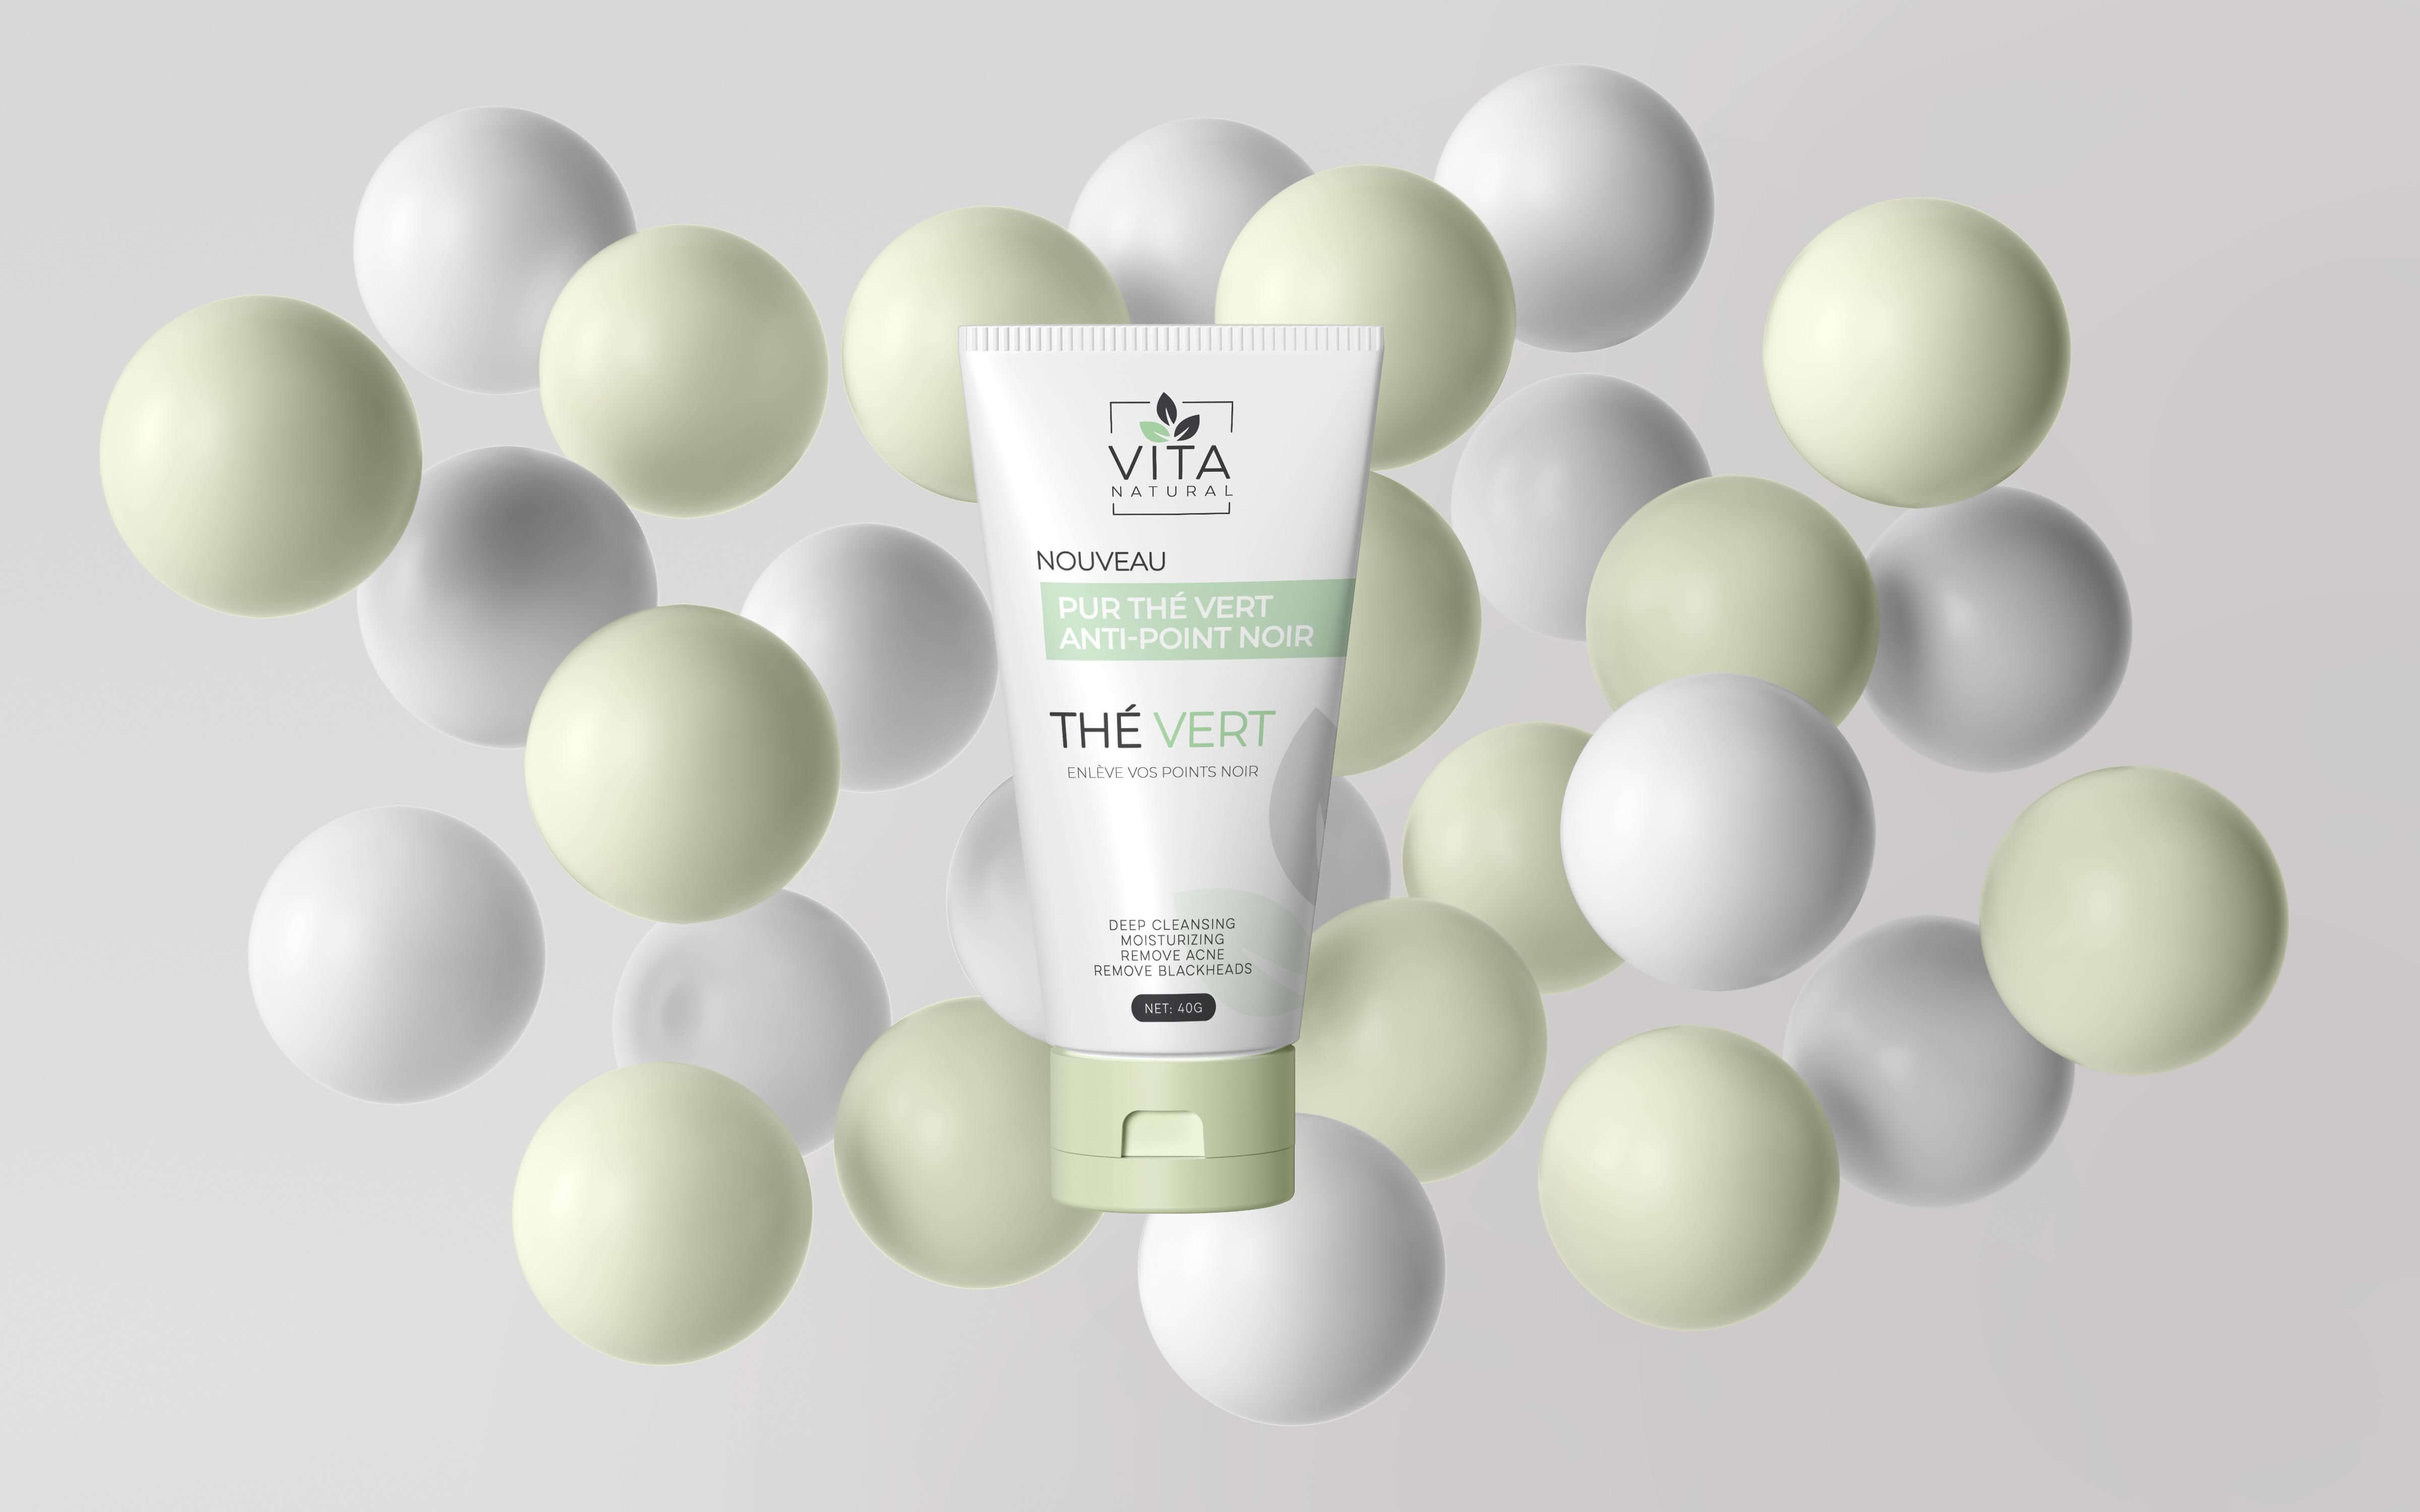 VITA
NATURAL
NOUVEAU
PUR THÉ VERT
ANTI-POINT NOIR
THÉ VERT
ENLÈVE VOS POINTS NOIR
DEEP CLEANSING
MOISTURIZING
REMOVE ACNE
REMOVE BLACKHEADS
NET: 40G